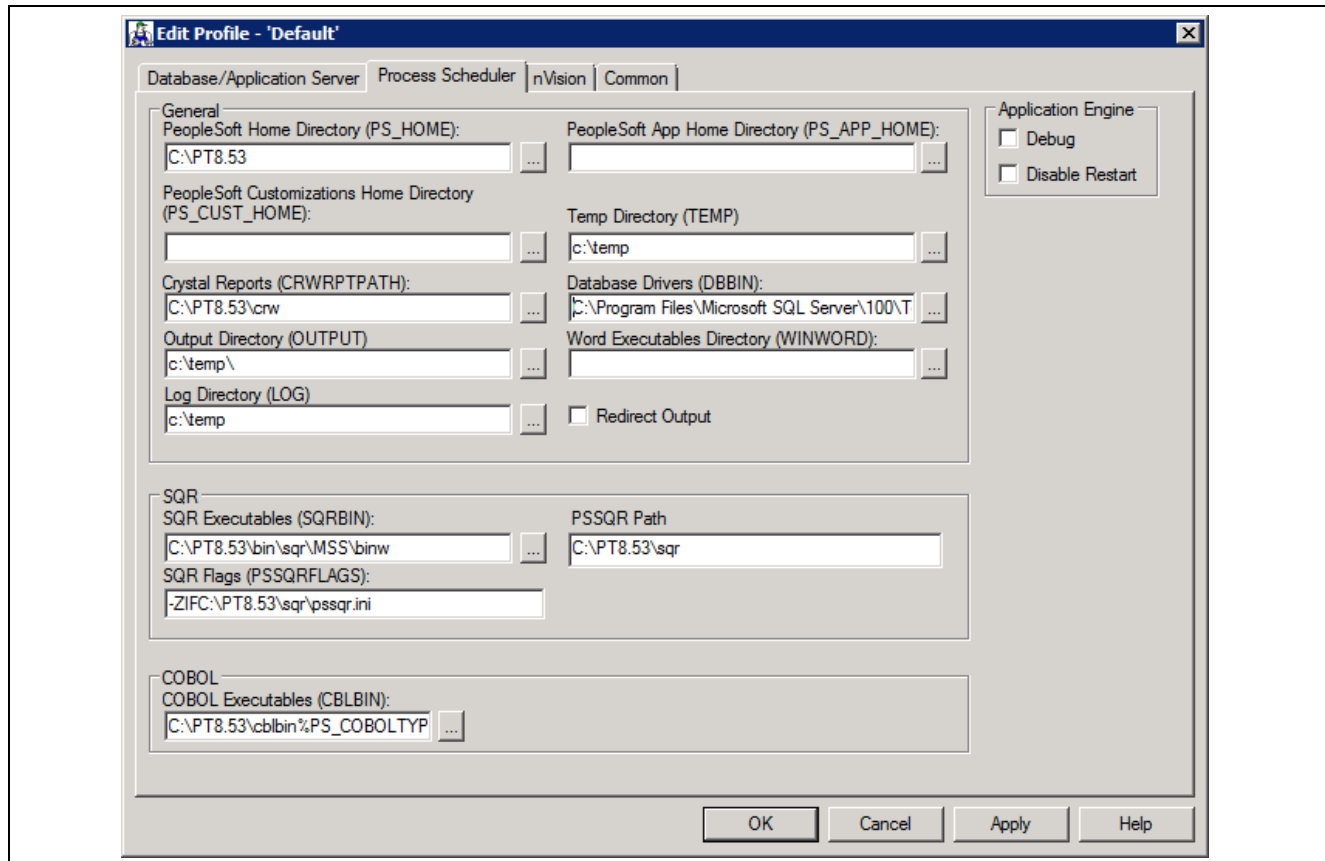 Edit Profile - 'Default'
Database/Application Server Process Scheduler nVision Common
General
PeopleSoft Home Directory (PS_HOME): PeopleSoft App Home Directory (PS_APP_HOME):
C:\PT8.53 ... ...
PeopleSoft Customizations Home Directory
(PS_CUST_HOME): Temp Directory (TEMP)
... c:\temp ...
Crystal Reports (CRWRPTPATH): Database Drivers (DBBIN):
C:\PT8.53\crw ... C:\Program Files\Microsoft SQL Server\100\T ...
Output Directory (OUTPUT) Word Executables Directory (WINWORD):
c:\temp\ ... ...
Log Directory (LOG)
c:\temp ... Redirect Output
Application Engine
Debug
Disable Restart
SQR
SQR Executables (SQRBIN): PSSQR Path
C:\PT8.53\bin\sqr\MSS\binw ... C:\PT8.53\sqr
SQR Flags (PSSQRFLAGS):
-ZIFC:\PT8.53\sqr\pssqr.ini
COBOL
COBOL Executables (CBLBIN):
C:\PT8.53\cblbin%PS_COBOLTYP ...
OK Cancel Apply Help